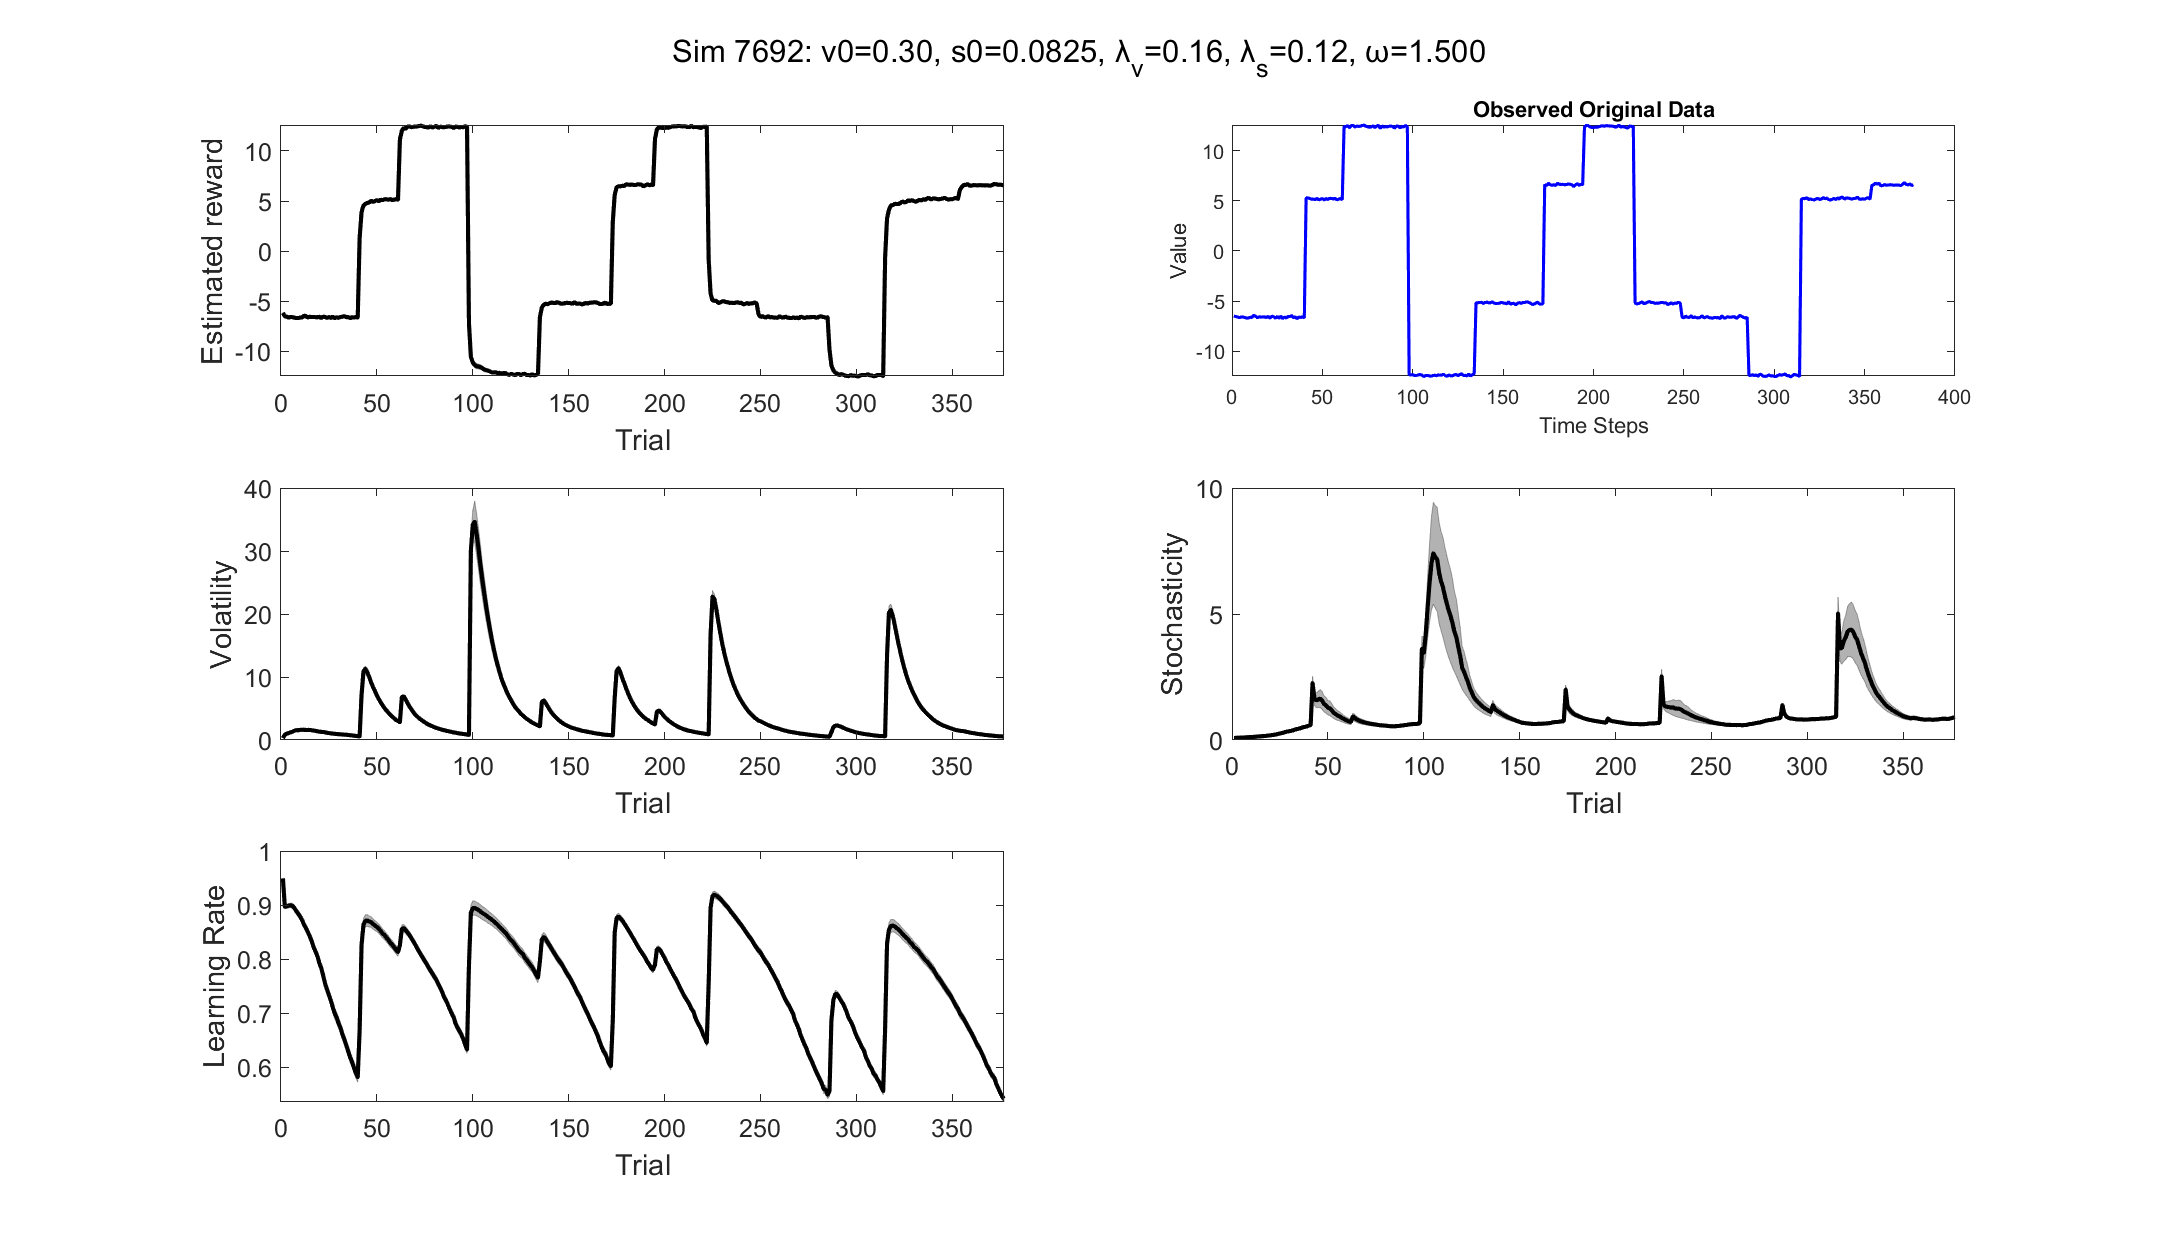 Sim 7692: v0=0.30, s0=0.0825, λv=0.16, λs=0.12, ω=1.500
Estimated reward
10
5
0
-5
-10
0 50 100 150 200 250 300 350
Trial
Observed Original Data
Value
10
5
0
-5
-10
0 50 100 150 200 250 300 350 400
Time Steps
Volatility
40
30
20
10
0
0 50 100 150 200 250 300 350
Trial
Stochasticity
10
5
0
0 50 100 150 200 250 300 350
Trial
Learning Rate
1
0.9
0.8
0.7
0.6
0 50 100 150 200 250 300 350
Trial